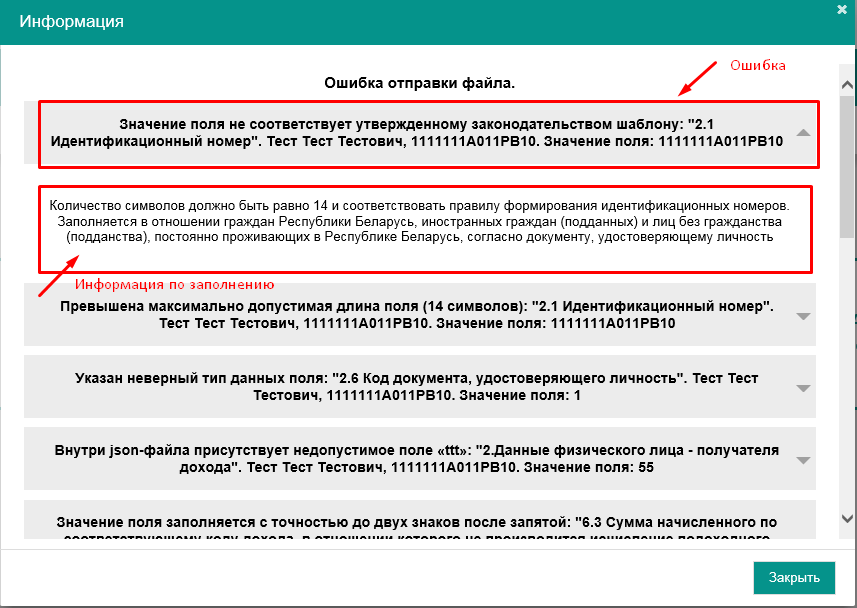 Информация
Ошибка
Ошибка отправки файла.
Значение поля не соответствует утвержденному законодательством шаблону: "2.1
Идентификационный номер". Тест Тест Тестович, 1111111A011PB10. Значение поля: 1111111A011PB10
Количество символов должно быть равно 14 и соответствовать правилу формирования идентификационных номеров.
Заполняется в отношении граждан Республики Беларусь, иностранных граждан (подданных) и лиц без гражданства
(подданства), постоянно проживающих в Республике Беларусь, согласно документу, удостоверяющему личность
Информация по заполнению
Превышена максимально допустимая длина поля (14 символов): "2.1 Идентификационный номер".
Тест Тест Тестович, 1111111A011PB10. Значение поля: 1111111A011PB10
Указан неверный тип данных поля: "2.6 Код документа, удостоверяющего личность". Тест Тест
Тестович, 1111111A011PB10. Значение поля: 1
Внутри json-файла присутствует недопустимое поле «ttt»: "2.Данные физического лица - получателя
дохода". Тест Тест Тестович, 1111111A011PB10. Значение поля: 55
Значение поля заполняется с точностью до двух знаков после запятой: "6.3 Сумма начисленного по
соответствующему коду дохода, в отношении которого не производится исчисление подоходного
Закрыть